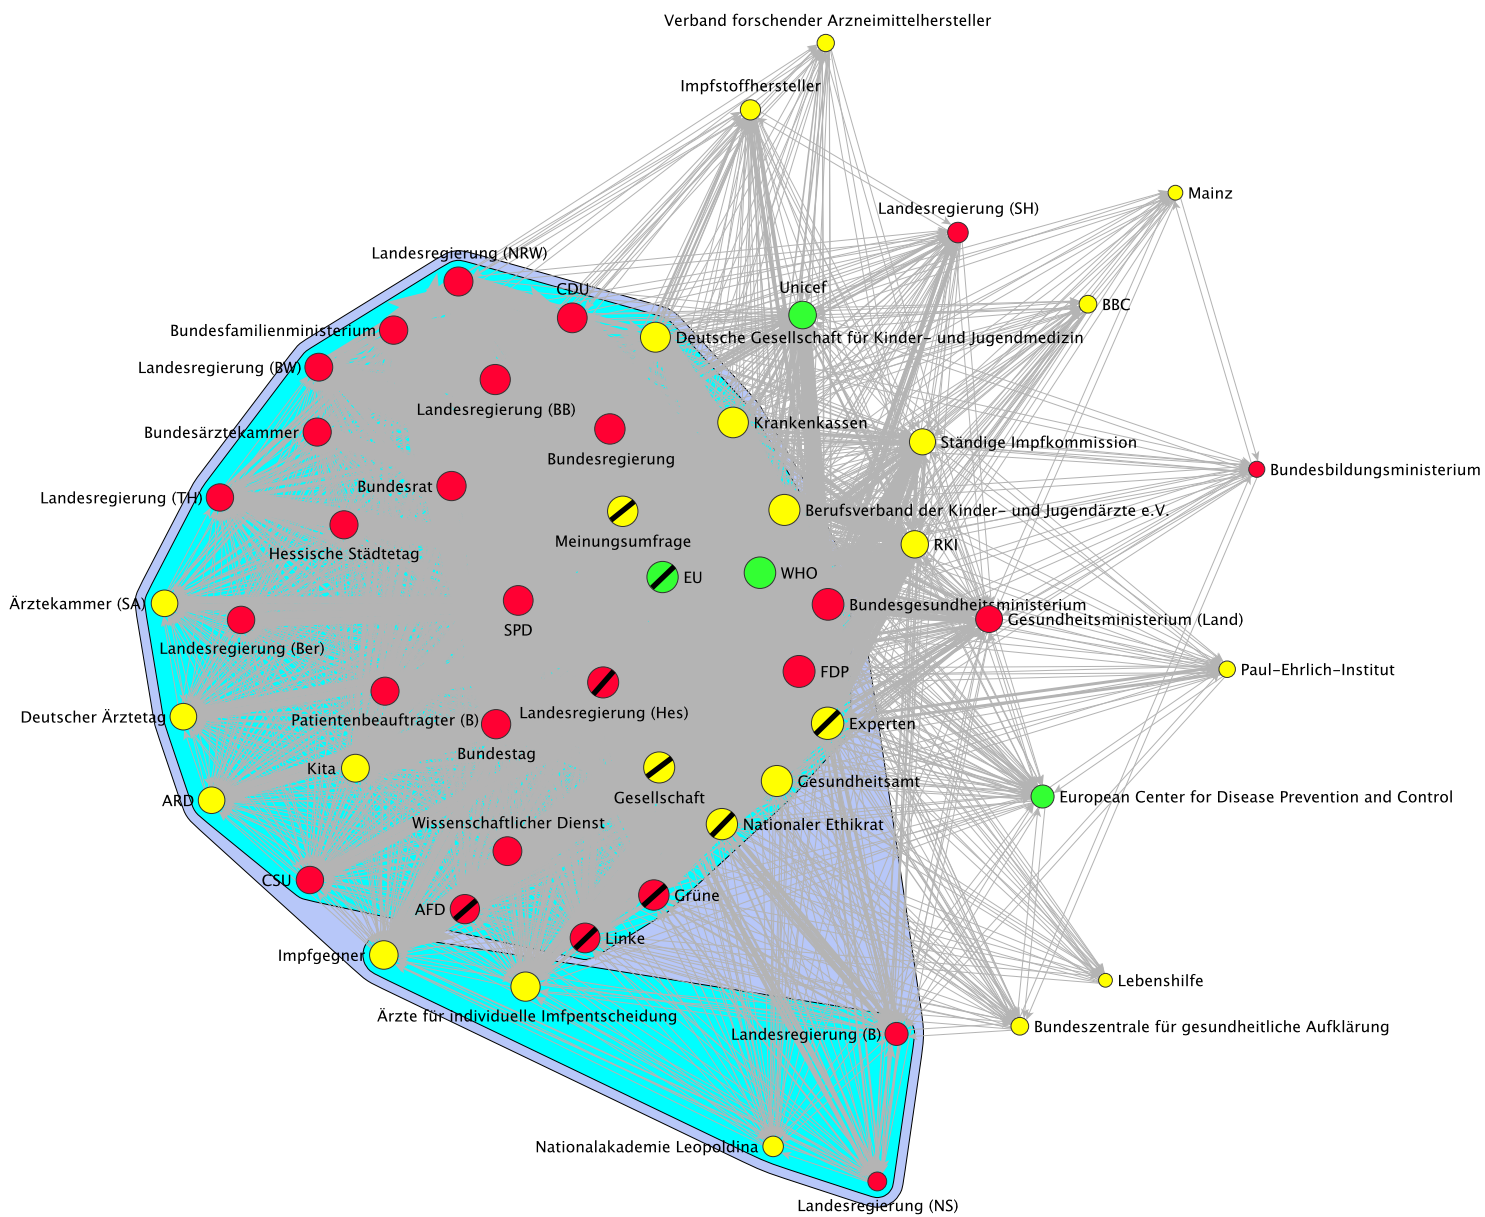 Verband forschender Arzneimittelhersteller
Impfstoffhersteller
Mainz
Landesregierung (SH)
Landesregierung (NRW)
Unicef
CDU
BBC
Bundesfamilienministerium
Deutsche Gesellschaft für Kinder- und Jugendmedizin
Landesregierung (BW)
Landesregierung (BB)
Krankenkassen
Bundesärztekammer
Ständige Impfkommission
Bundesregierung
Bundesbildungsministerium
Bundesrat
Landesregierung (TH)
Berufsverband der Kinder- und Jugendärzte e.V.
Meinungsumfrage
RKI
Hessische Städtetag
WHO
EU
Ärztekammer (SA)
Bundesgesundheitsministerium
Gesundheitsministerium (Land)
SPD
Landesregierung (Ber)
Paul-Ehrlich-Institut
FDP
Landesregierung (Hes)
Deutscher Ärztetag
Patientenbeauftragter (B)
Experten
Bundestag
Kita
Gesundheitsamt
Gesellschaft
European Center for Disease Prevention and Control
ARD
Wissenschaftlicher Dienst
Nationaler Ethikrat
CSU
Grüne
AFD
Linke
Impfgegner
Lebenshilfe
Ärzte für individuelle Imfpentscheidung
Bundeszentrale für gesundheitliche Aufklärung
Landesregierung (B)
Nationalakademie Leopoldina
Landesregierung (NS)